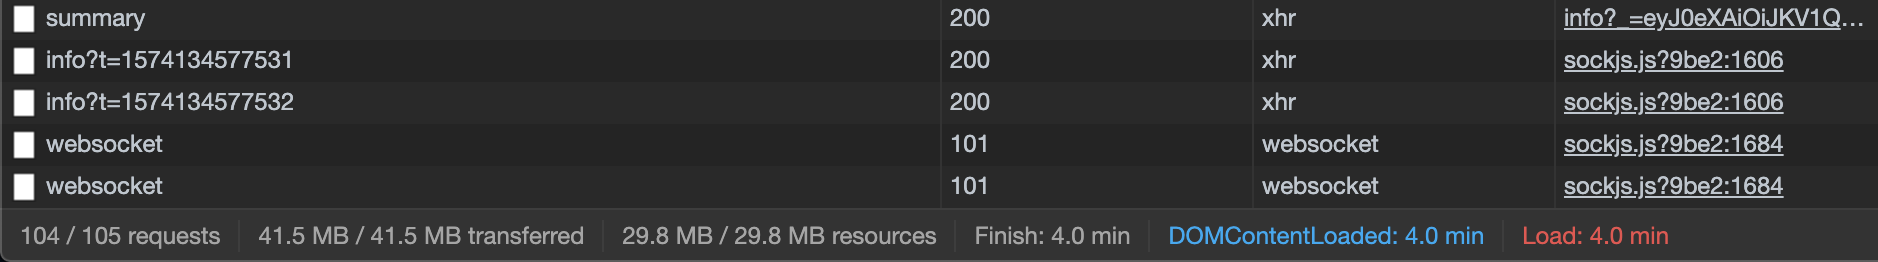 summary 200 xhr info?_=eyJ0eXAiOiJKV1Q...
info?t=1574134577531 200 xhr sockjs.js?9be2:1606
info?t=1574134577532 200 xhr sockjs.js?9be2:1606
websocket 101 websocket sockjs.js?9be2:1684
websocket 101 websocket sockjs.js?9be2:1684
104 / 105 requests 41.5 MB / 41.5 MB transferred 29.8 MB / 29.8 MB resources Finish: 4.0 min DOMContentLoaded: 4.0 min Load: 4.0 min